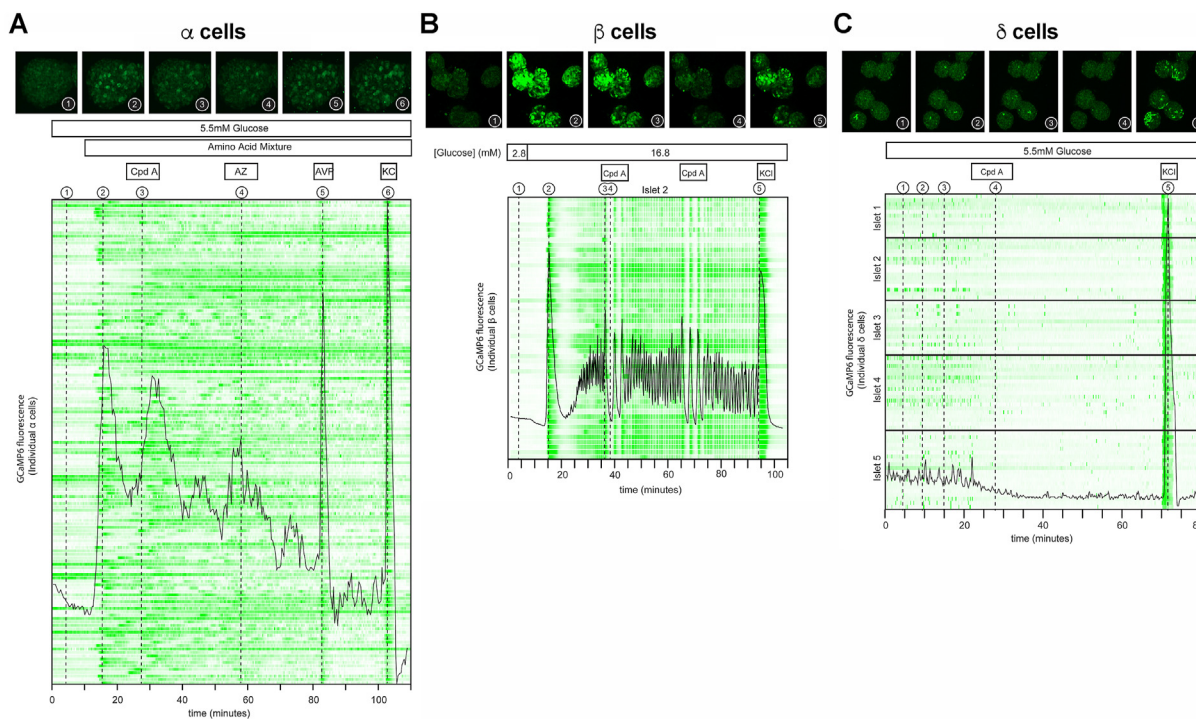 A
α cells
1 2 3 4 5 6
5.5mM Glucose
Amino Acid Mixture
Cpd A AZ AVP KCl
1 2 3 4 5 6
GCaMP6 fluorescence
(Individual α cells)
0 20 40 60 80 100
time (minutes)
B
β cells
1 2 3 4 5
[Glucose] (mM) 2.8 16.8
Cpd A Cpd A KCl
1 2 3 4 Islet 2 5
GCaMP6 fluorescence
(Individual β cells)
0 20 40 60 80 100
time (minutes)
C
δ cells
1 2 3 4
5.5mM Glucose
Cpd A KCl
1 2 3 4 5
Islet 1
Islet 2
Islet 3
Islet 4
Islet 5
GCaMP6 fluorescence
(Individual δ cells)
0 20 40 60 80
time (minutes)